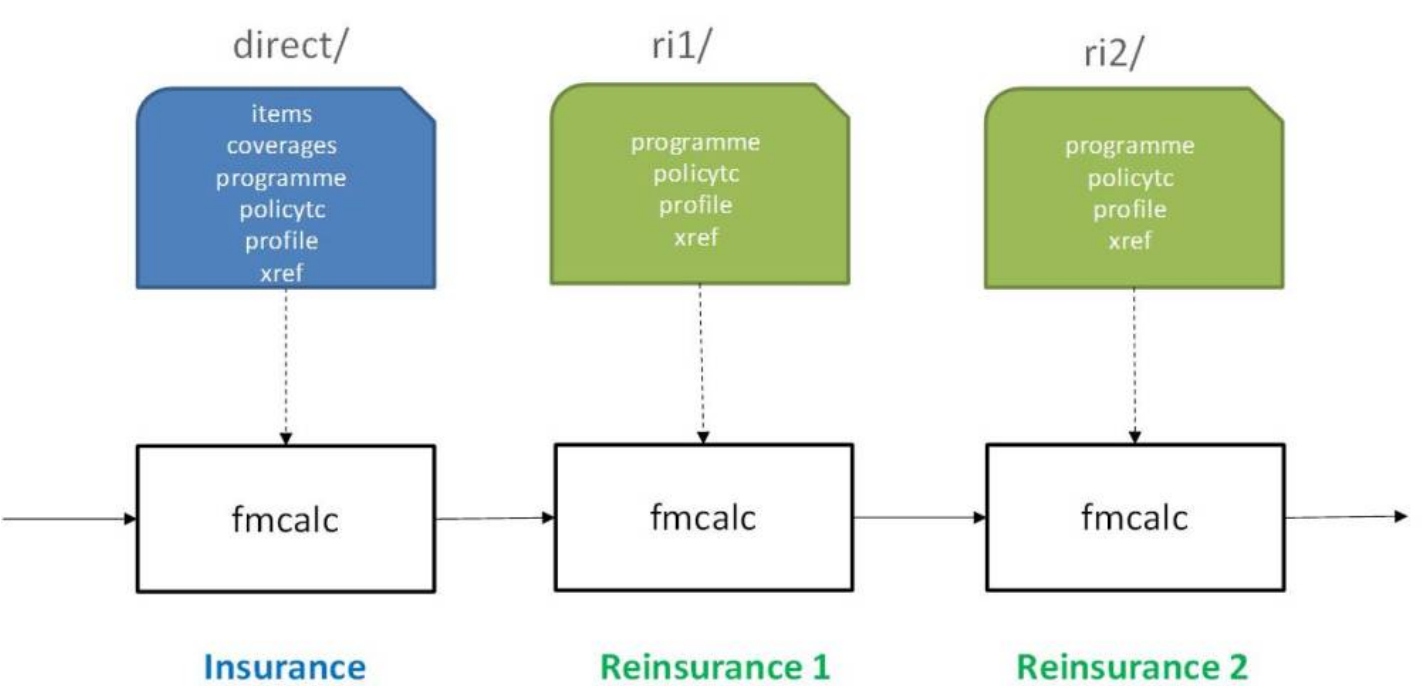 direct/
ri1/
ri2/
items
coverages
programme
policytc
profile
xref
programme
policytc
profile
xref
programme
policytc
profile
xref
fmcalc
fmcalc
fmcalc
Insurance
Reinsurance 1
Reinsurance 2